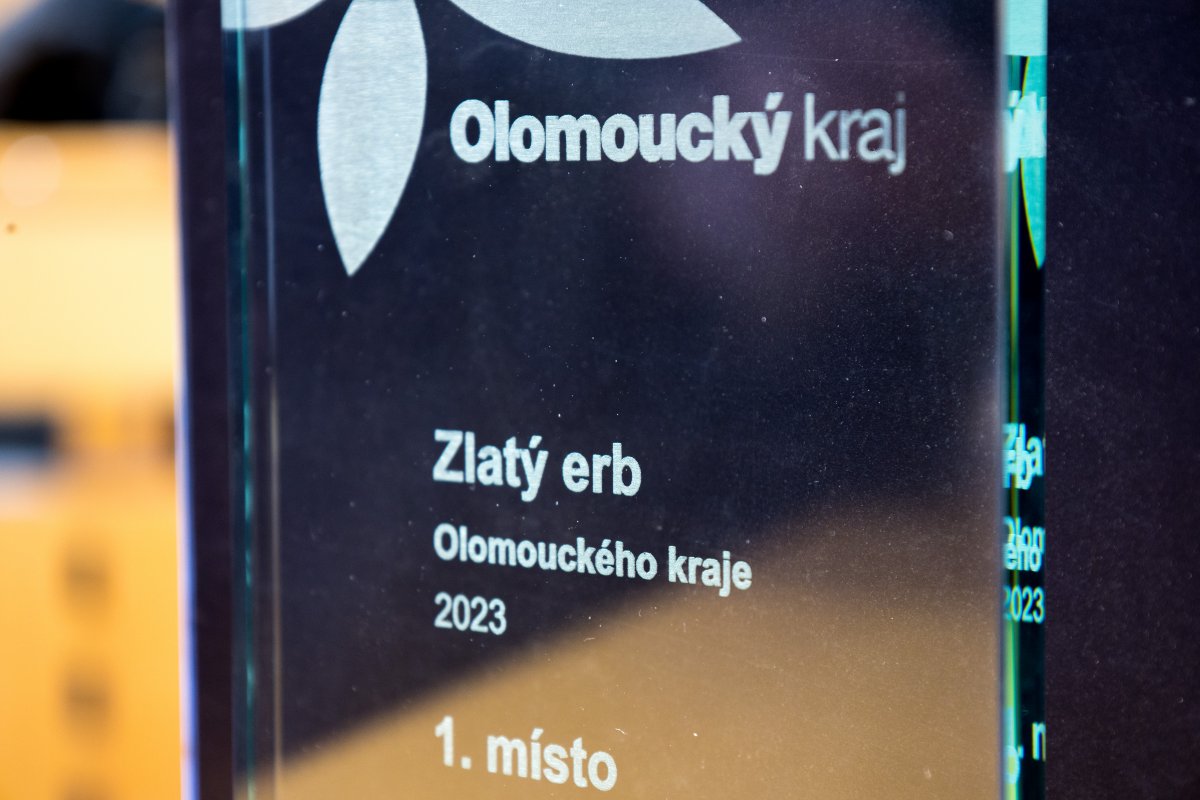 Olomoucký kraj
Zlatý erb
Olomouckého kraje
2023
1. místo